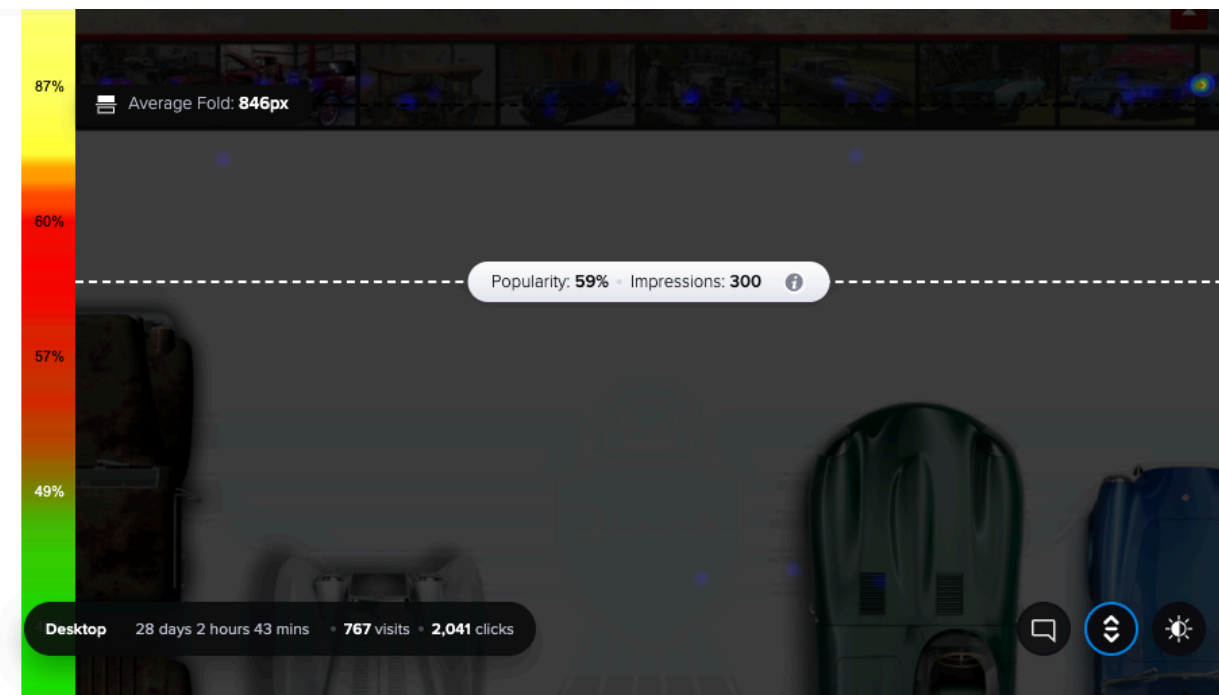 87%
Average Fold: 846px
60%
Popularity: 59% • Impressions: 300
57%
49%
Desktop 28 days 2 hours 43 mins • 767 visits • 2,041 clicks